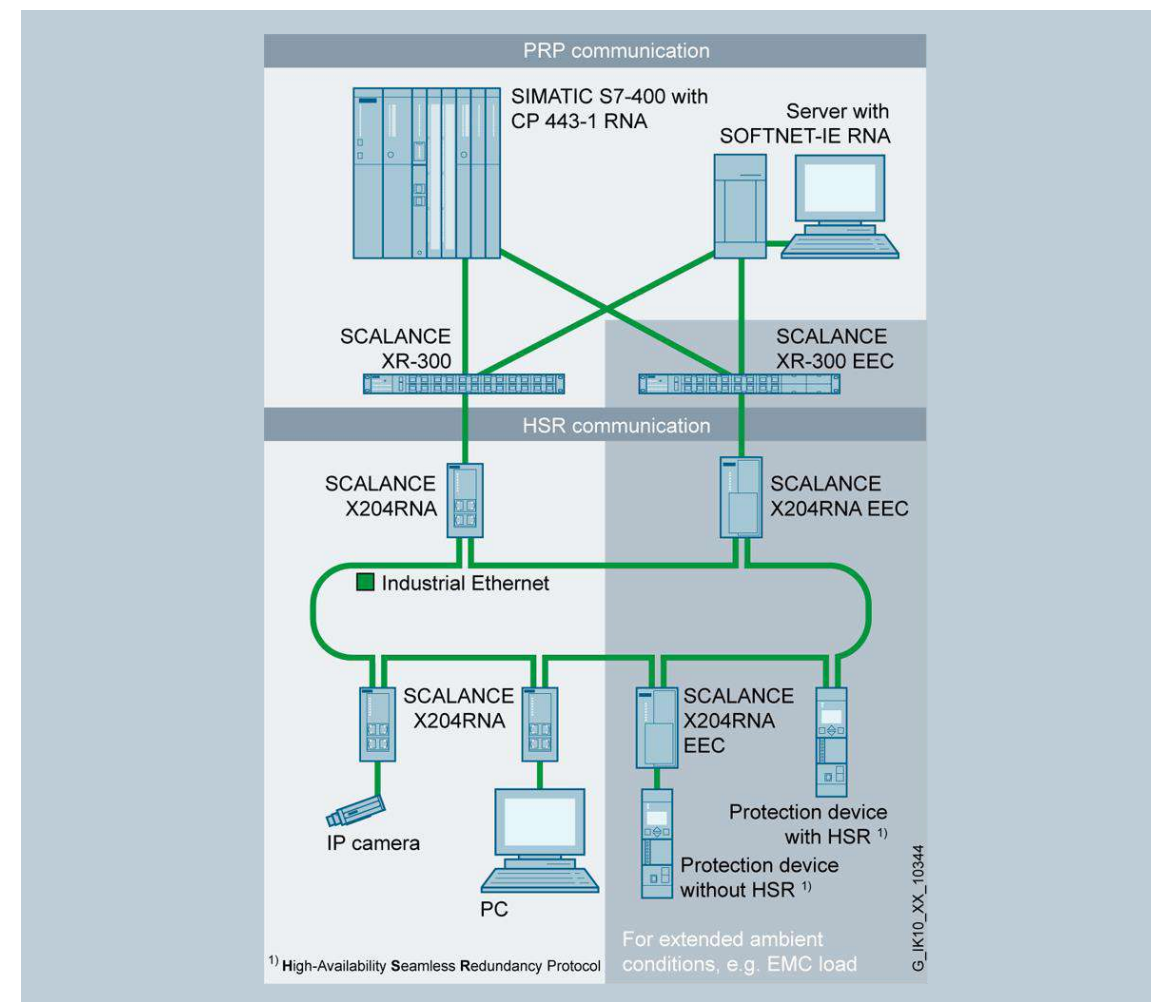 PRP communication
SIMATIC S7-400 with
CP 443-1 RNA
Server with
SOFTNET-IE RNA
SCALANCE
XR-300
SCALANCE
XR-300 EEC
HSR communication
SCALANCE
X204RNA
SCALANCE
X204RNA EEC
Industrial Ethernet
SCALANCE
X204RNA
SCALANCE
X204RNA
EEC
IP camera
PC
Protection device
with HSR 1)
Protection device
without HSR 1)
For extended ambient
conditions, e.g. EMC load
1) High-Availability Seamless Redundancy Protocol
G_IK10_XX_10344